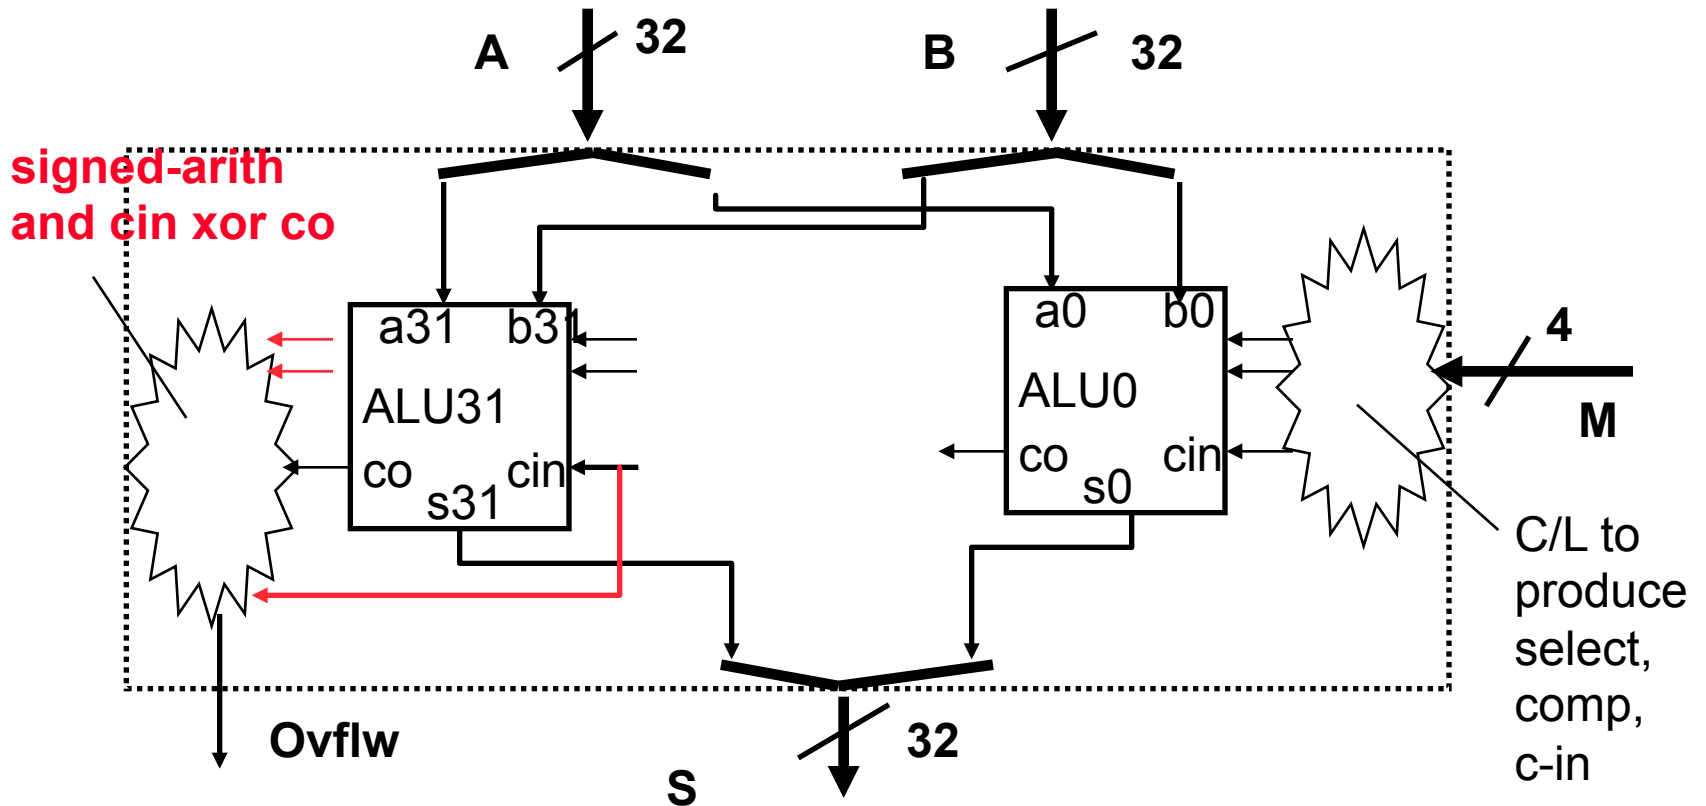 A
32
B
32
signed-arith
and cin xor co
a31
b31
a0
b0
4
ALU31
ALU0
M
co
cin
co
cin
s31
s0
C/L to
produce
select,
comp,
c-in
Ovflw
32
S